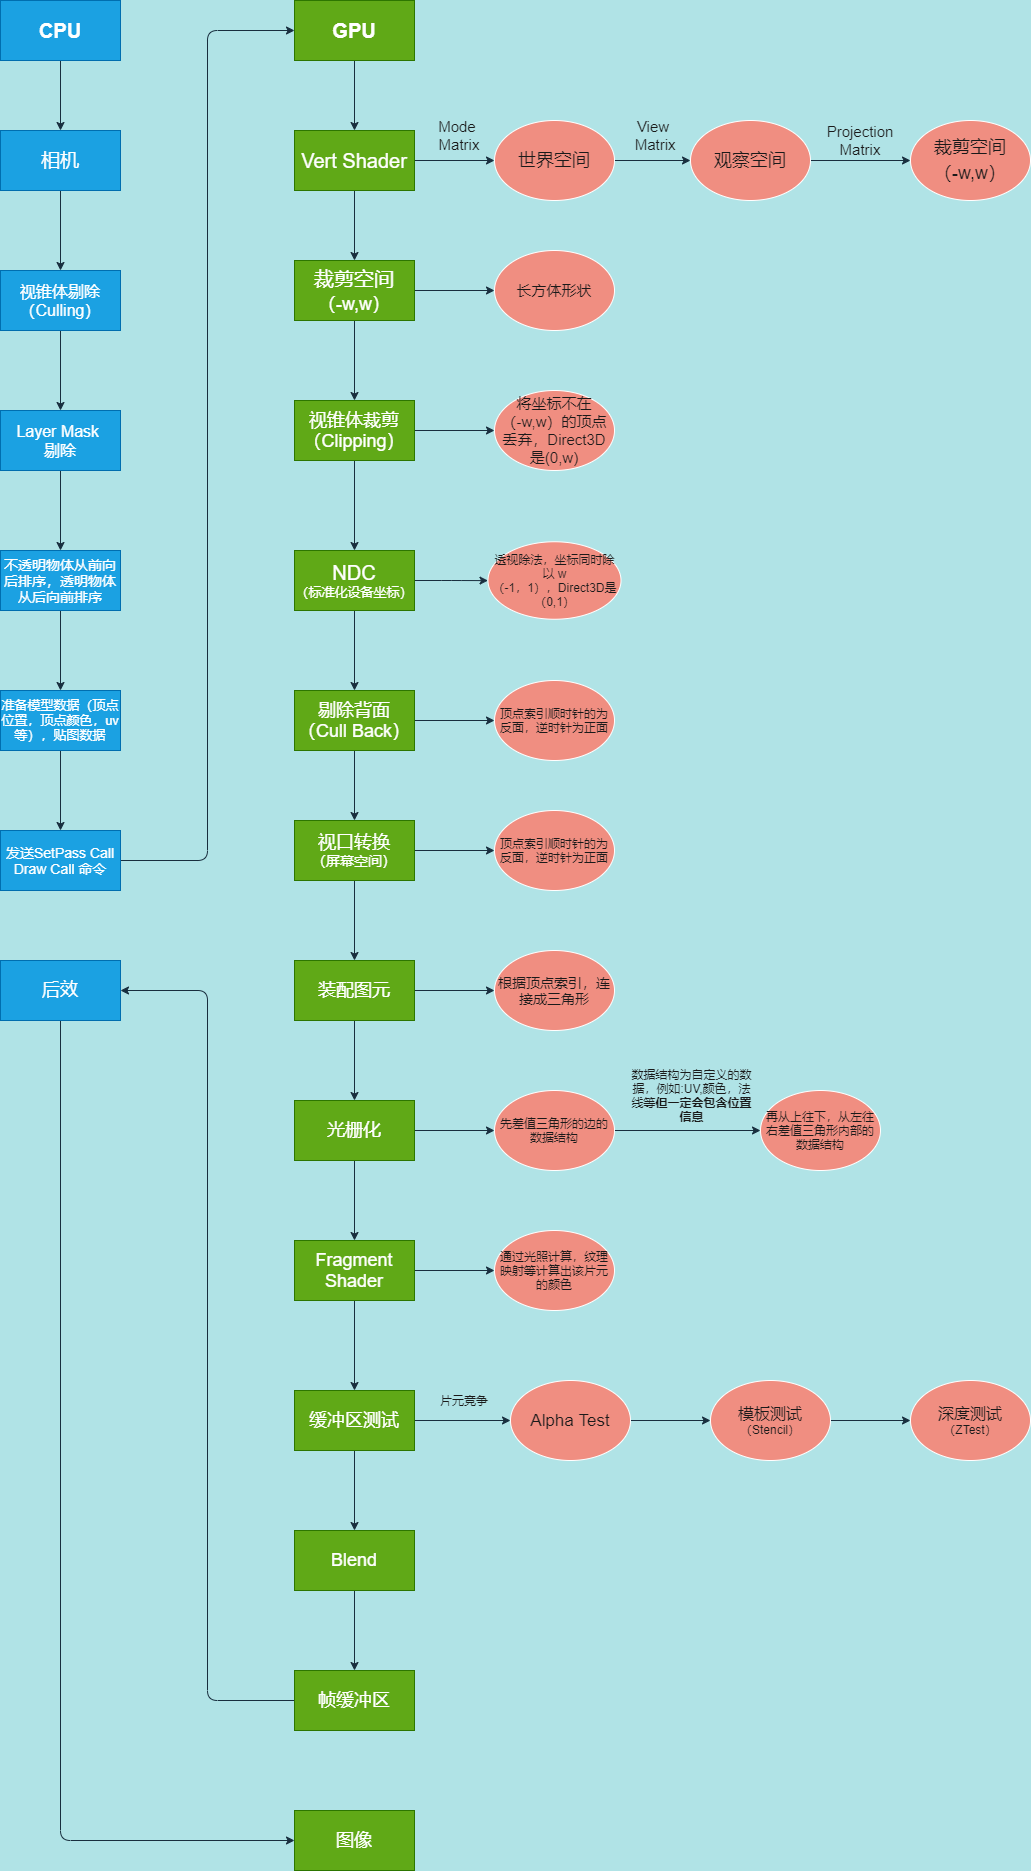 CPU
相机
视锥体剔除
（Culling）
Layer Mask
剔除
不透明物体从前向
后排序，透明物体
从后向前排序
准备模型数据（顶点
位置，顶点颜色，uv
等），贴图数据
发送SetPass Call
Draw Call 命令
后效
GPU
Vert Shader
Mode
Matrix
世界空间
View
Matrix
观察空间
Projection
Matrix
裁剪空间
（-w,w）
裁剪空间
（-w,w）
长方体形状
视锥体裁剪
（Clipping）
将坐标不在
（-w,w）的顶点
丢弃，Direct3D
是(0,w)
NDC
（标准化设备坐标）
透视除法，坐标同时除
以 w
（-1，1），Direct3D是
（0,1）
剔除背面
（Cull Back）
顶点索引顺时针的为
反面，逆时针为正面
视口转换
（屏幕空间）
顶点索引顺时针的为
反面，逆时针为正面
装配图元
根据顶点索引，连
接成三角形
光栅化
先差值三角形的边的
数据结构
数据结构为自定义的数
据，例如:UV,颜色，法
线等但一定会包含位置
信息
再从上往下，从左往
右差值三角形内部的
数据结构
Fragment
Shader
通过光照计算，纹理
映射等计算出该片元
的颜色
缓冲区测试
片元竞争
Alpha Test
模板测试
（Stencil）
深度测试
（ZTest）
Blend
帧缓冲区
图像